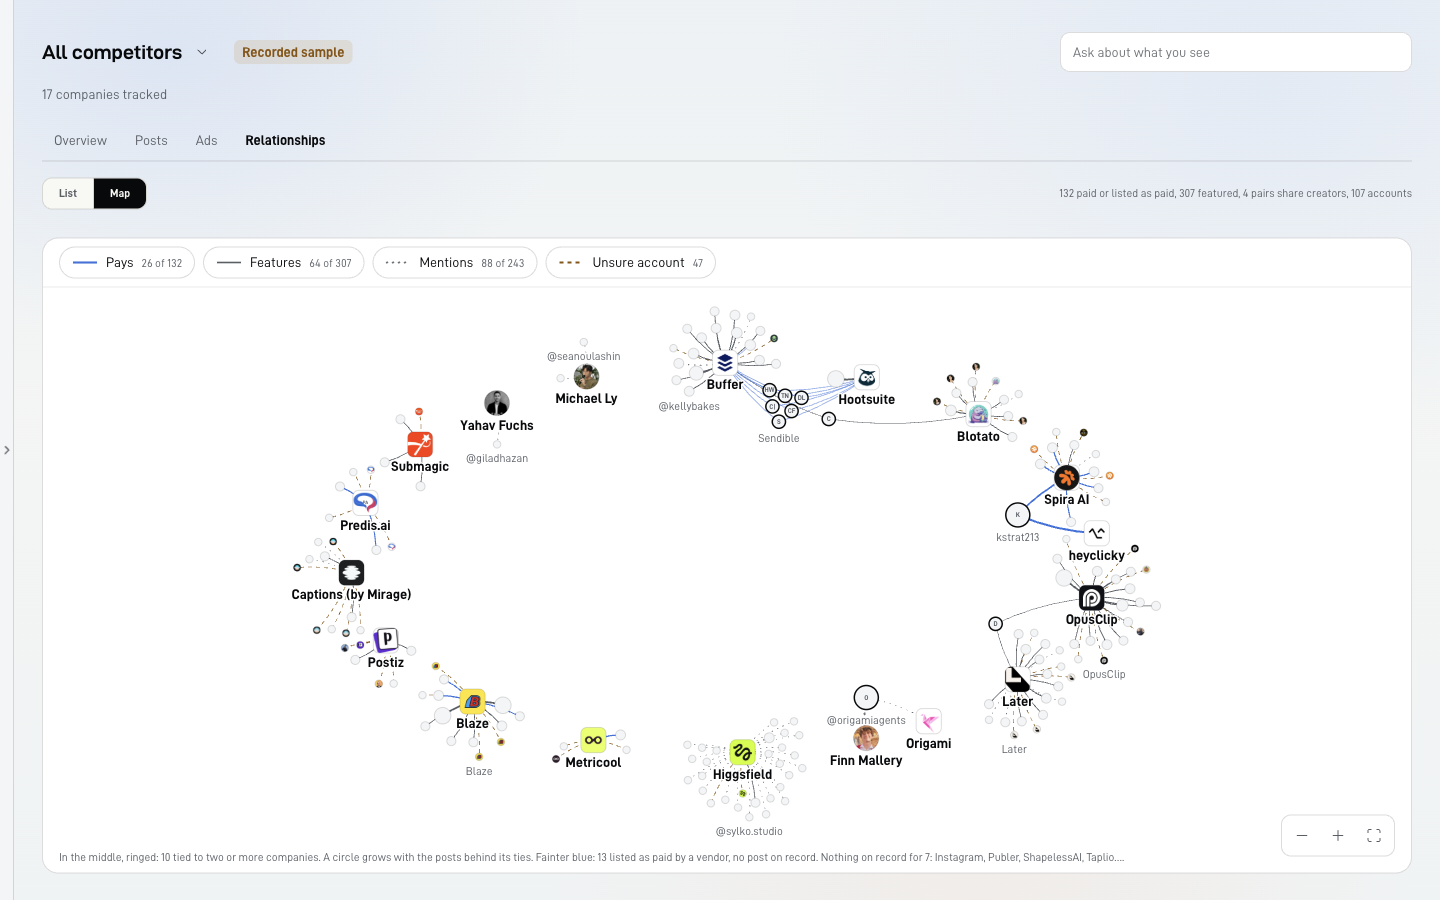 All competitors
Recorded sample
Ask about what you see
17 companies tracked
Overview
Posts
Ads
Relationships
List
Map
132 paid or listed as paid, 307 featured, 4 pairs share creators, 107 accounts
Pays 26 of 132
Features 64 of 307
Mentions 88 of 243
Unsure account 47
@seanoulashin
Michael Ly
Buffer
@kellybakes
HW
TN
DL
CI
CF
S
Sendible
Hootsuite
C
Blotato
Yahav Fuchs
@giladhazan
Submagic
Spira AI
K
kstrat213
heyclicky
Predis.ai
Captions (by Mirage)
OpusClip
D
OpusClip
Postiz
Later
Later
Blaze
Blaze
Metricool
Higgsfield
@sylko.studio
O
@origamiagents
Finn Mallery
Origami
In the middle, ringed: 10 tied to two or more companies. A circle grows with the posts behind its ties. Fainter blue: 13 listed as paid by a vendor, no post on record. Nothing on record for 7: Instagram, Publer, ShapelessAI, Taplio....